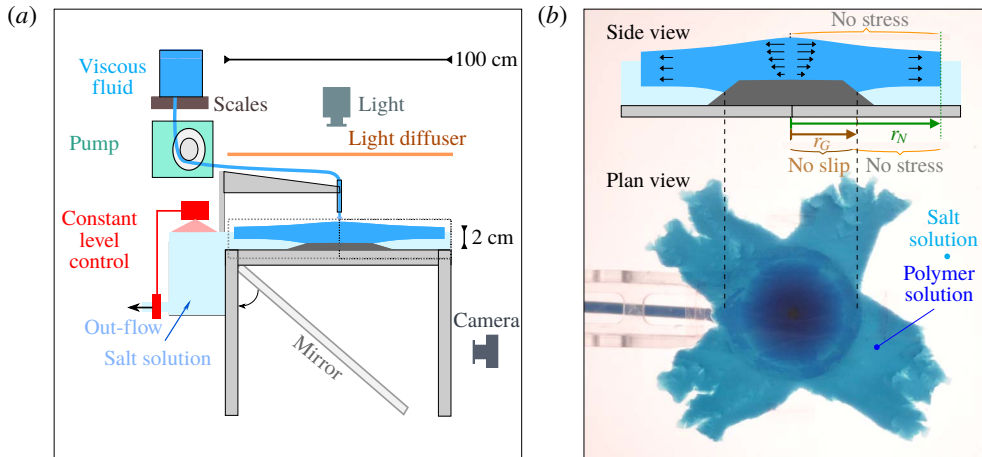 (a)
100 cm
Viscous
fluid
Scales
Light
Pump
Light diffuser
Constant
level
control
2 cm
Out-flow
Salt solution
Mirror
Camera
(b)
Side view
No stress
r_G
r_N
No slip
No stress
Plan view
Salt
solution
Polymer
solution